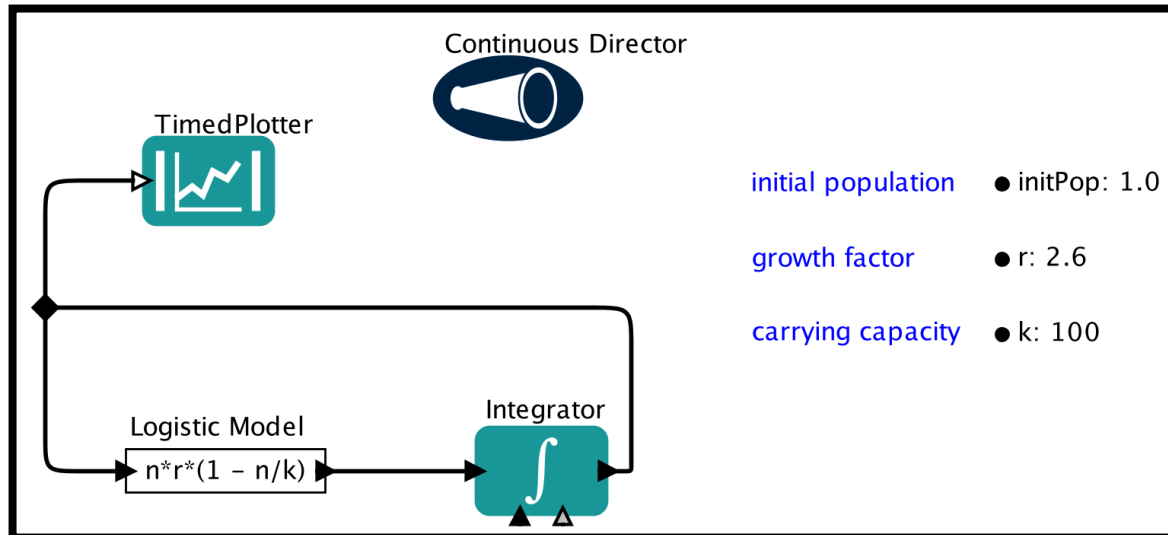 Continuous Director
TimedPlotter
initial population
initPop: 1.0
growth factor
r: 2.6
carrying capacity
k: 100
Logistic Model
n*r*(1 - n/k)
Integrator
∫